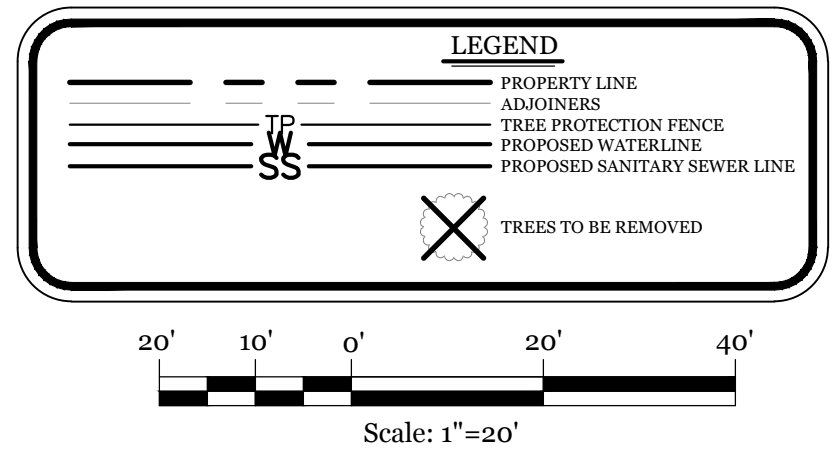 LEGEND
PROPERTY LINE
ADJOINERS
TP TREE PROTECTION FENCE
W PROPOSED WATERLINE
SS PROPOSED SANITARY SEWER LINE
TREES TO BE REMOVED
20' 10' 0' 20' 40'
Scale: 1"=20'